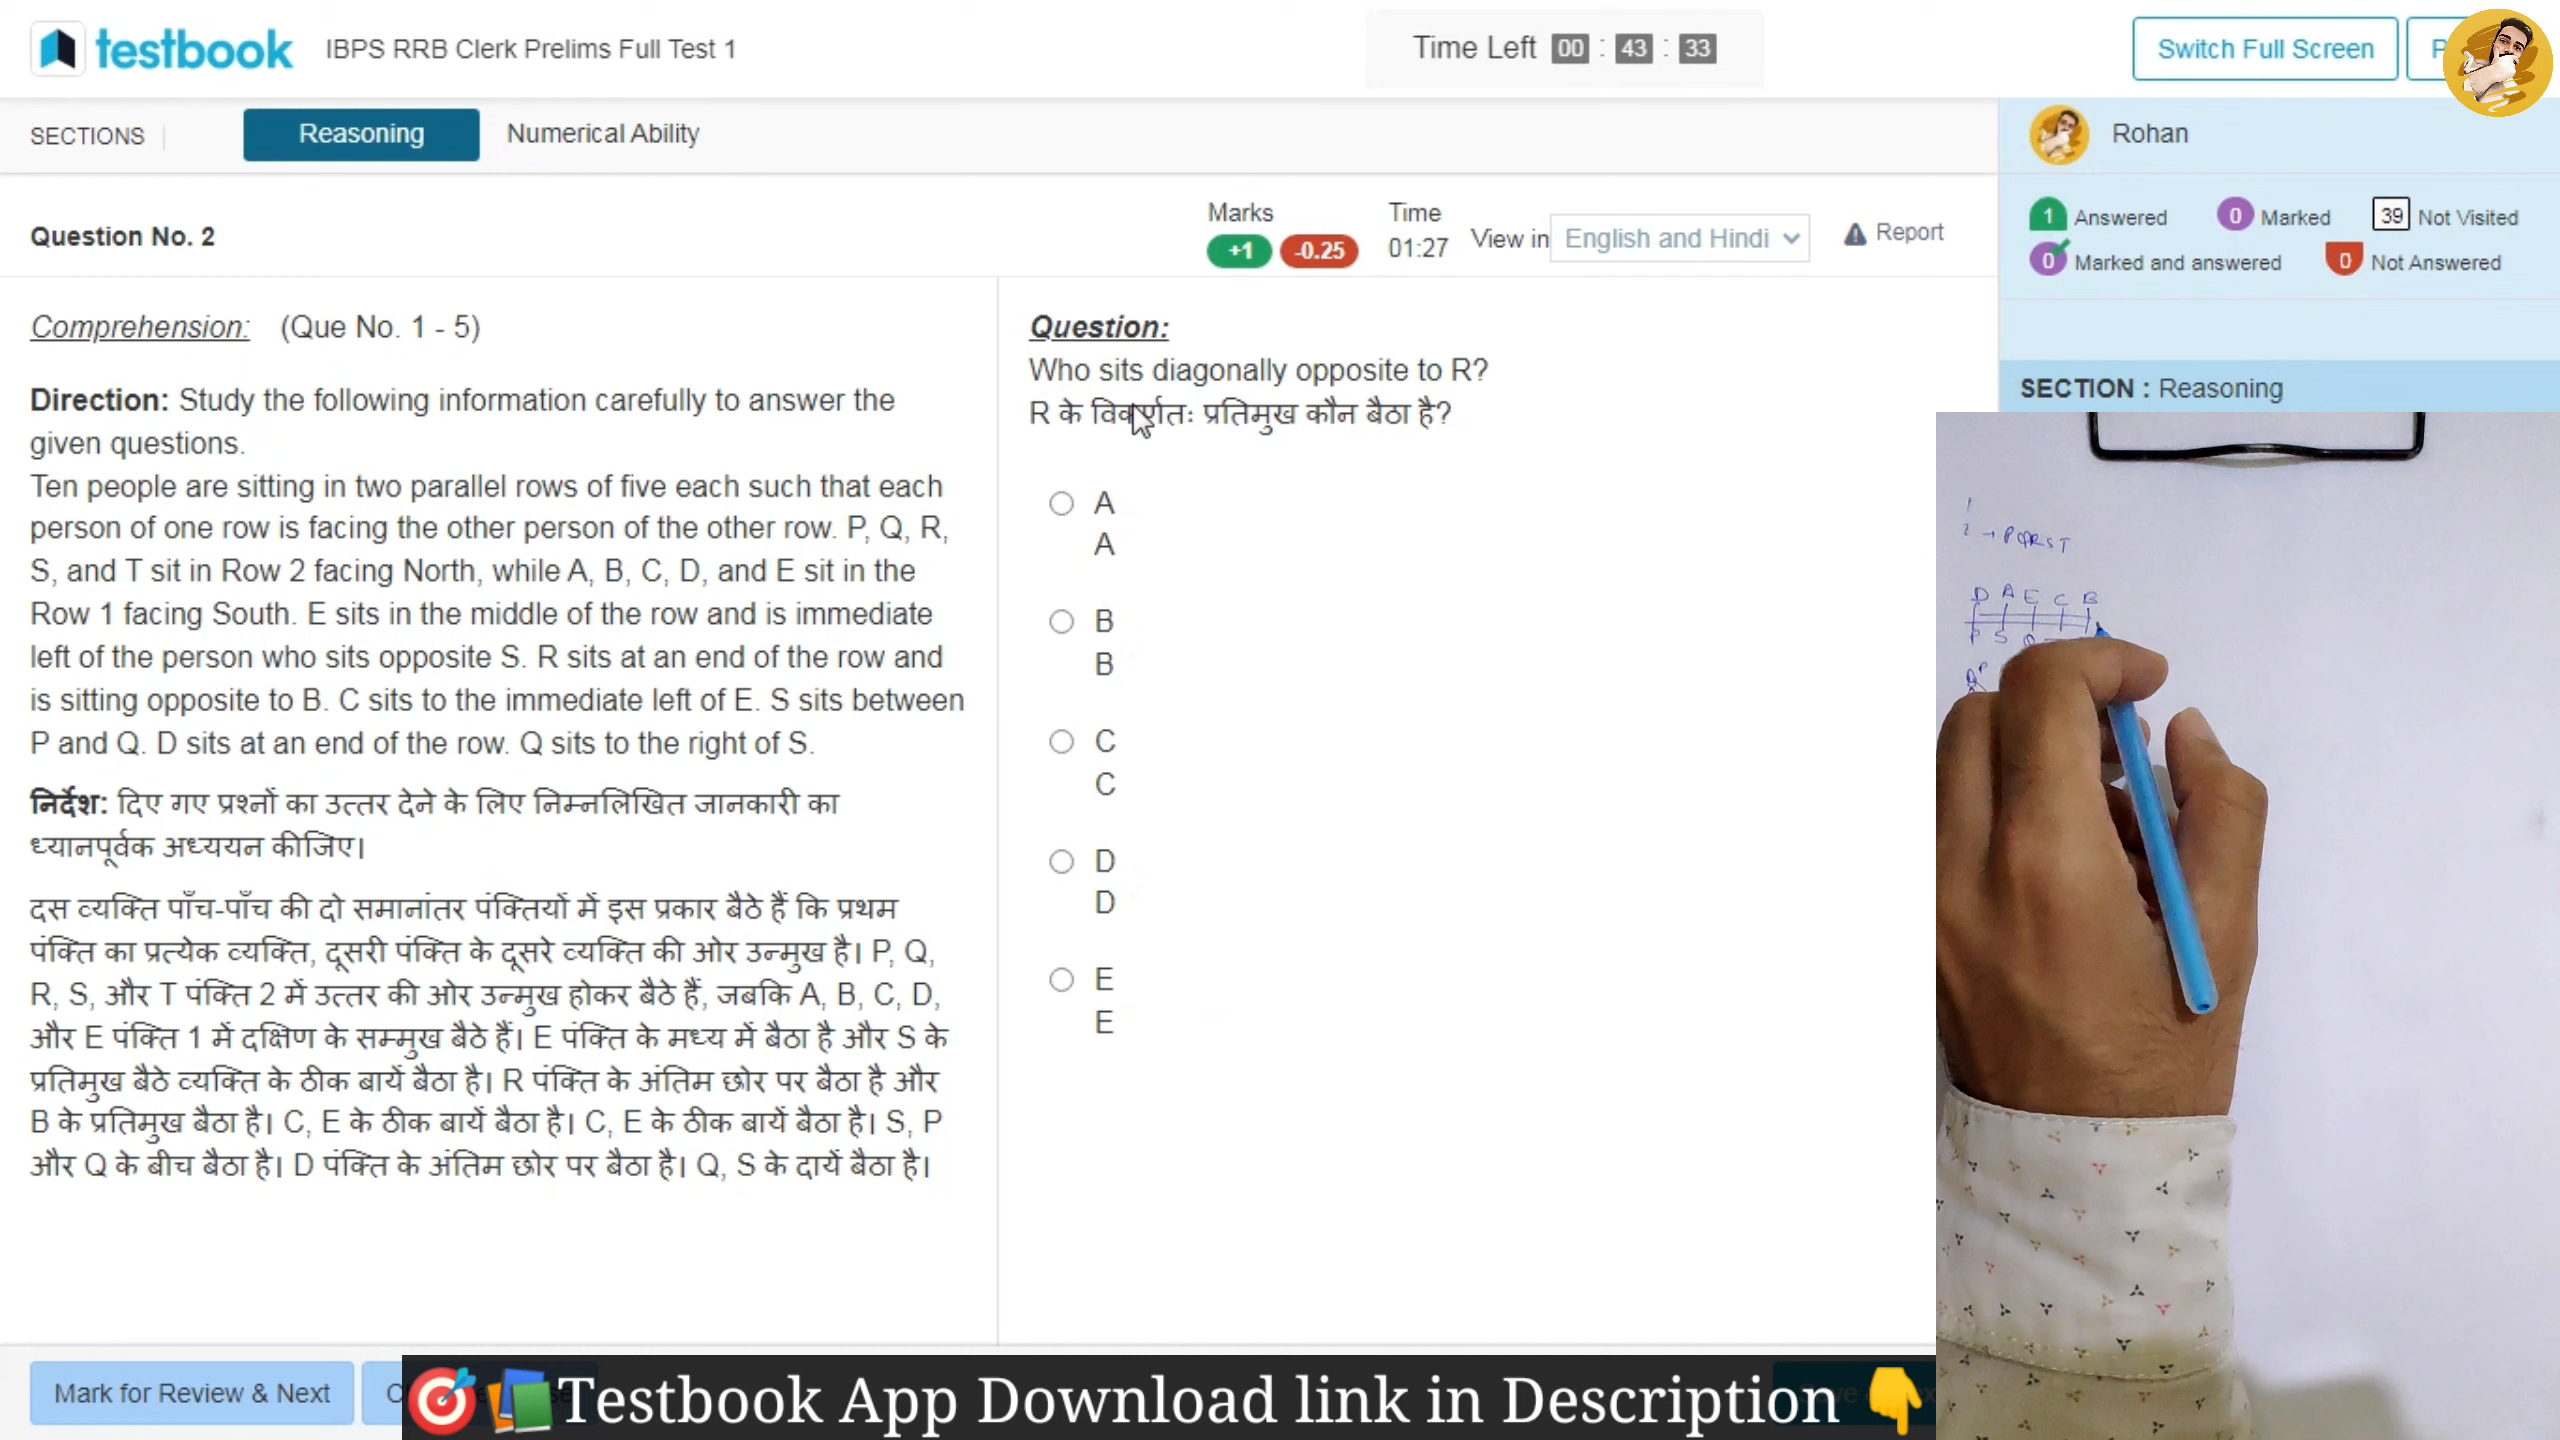 testbook IBPS RRB Clerk Prelims Full Test 1 Time Left 00 : 43 : 33 Switch Full Screen
SECTIONS Reasoning Numerical Ability Rohan
1 Answered 0 Marked 39 Not Visited
0 Marked and answered 0 Not Answered
Question No. 2 Marks +1 -0.25 Time 01:27 View in English and Hindi Report
SECTION : Reasoning
Comprehension: (Que No. 1 - 5)
Direction: Study the following information carefully to answer the
given questions.
Ten people are sitting in two parallel rows of five each such that each
person of one row is facing the other person of the other row. P, Q, R,
S, and T sit in Row 2 facing North, while A, B, C, D, and E sit in the
Row 1 facing South. E sits in the middle of the row and is immediate
left of the person who sits opposite S. R sits at an end of the row and
is sitting opposite to B. C sits to the immediate left of E. S sits between
P and Q. D sits at an end of the row. Q sits to the right of S.
निर्देश: दिए गए प्रश्नों का उत्तर देने के लिए निम्नलिखित जानकारी का
ध्यानपूर्वक अध्ययन कीजिए।
दस व्यक्ति पाँच-पाँच की दो समानांतर पंक्तियों में इस प्रकार बैठे हैं कि प्रथम
पंक्ति का प्रत्येक व्यक्ति, दूसरी पंक्ति के दूसरे व्यक्ति की ओर उन्मुख है। P, Q,
R, S, और T पंक्ति 2 में उत्तर की ओर उन्मुख होकर बैठे हैं, जबकि A, B, C, D,
और E पंक्ति 1 में दक्षिण के सम्मुख बैठे हैं। E पंक्ति के मध्य में बैठा है और S के
प्रतिमुख बैठे व्यक्ति के ठीक बायें बैठा है। R पंक्ति के अंतिम छोर पर बैठा है और
B के प्रतिमुख बैठा है। C, E के ठीक बायें बैठा है। C, E के ठीक बायें बैठा है। S, P
और Q के बीच बैठा है। D पंक्ति के अंतिम छोर पर बैठा है। Q, S के दायें बैठा है।
Question:
Who sits diagonally opposite to R?
R के विकर्णतः प्रतिमुख कौन बैठा है?
A
A
B
B
C
C
D
D
E
E
1
2 → PQRST
D A E C B
P S Q
Mark for Review & Next
Testbook App Download link in Description